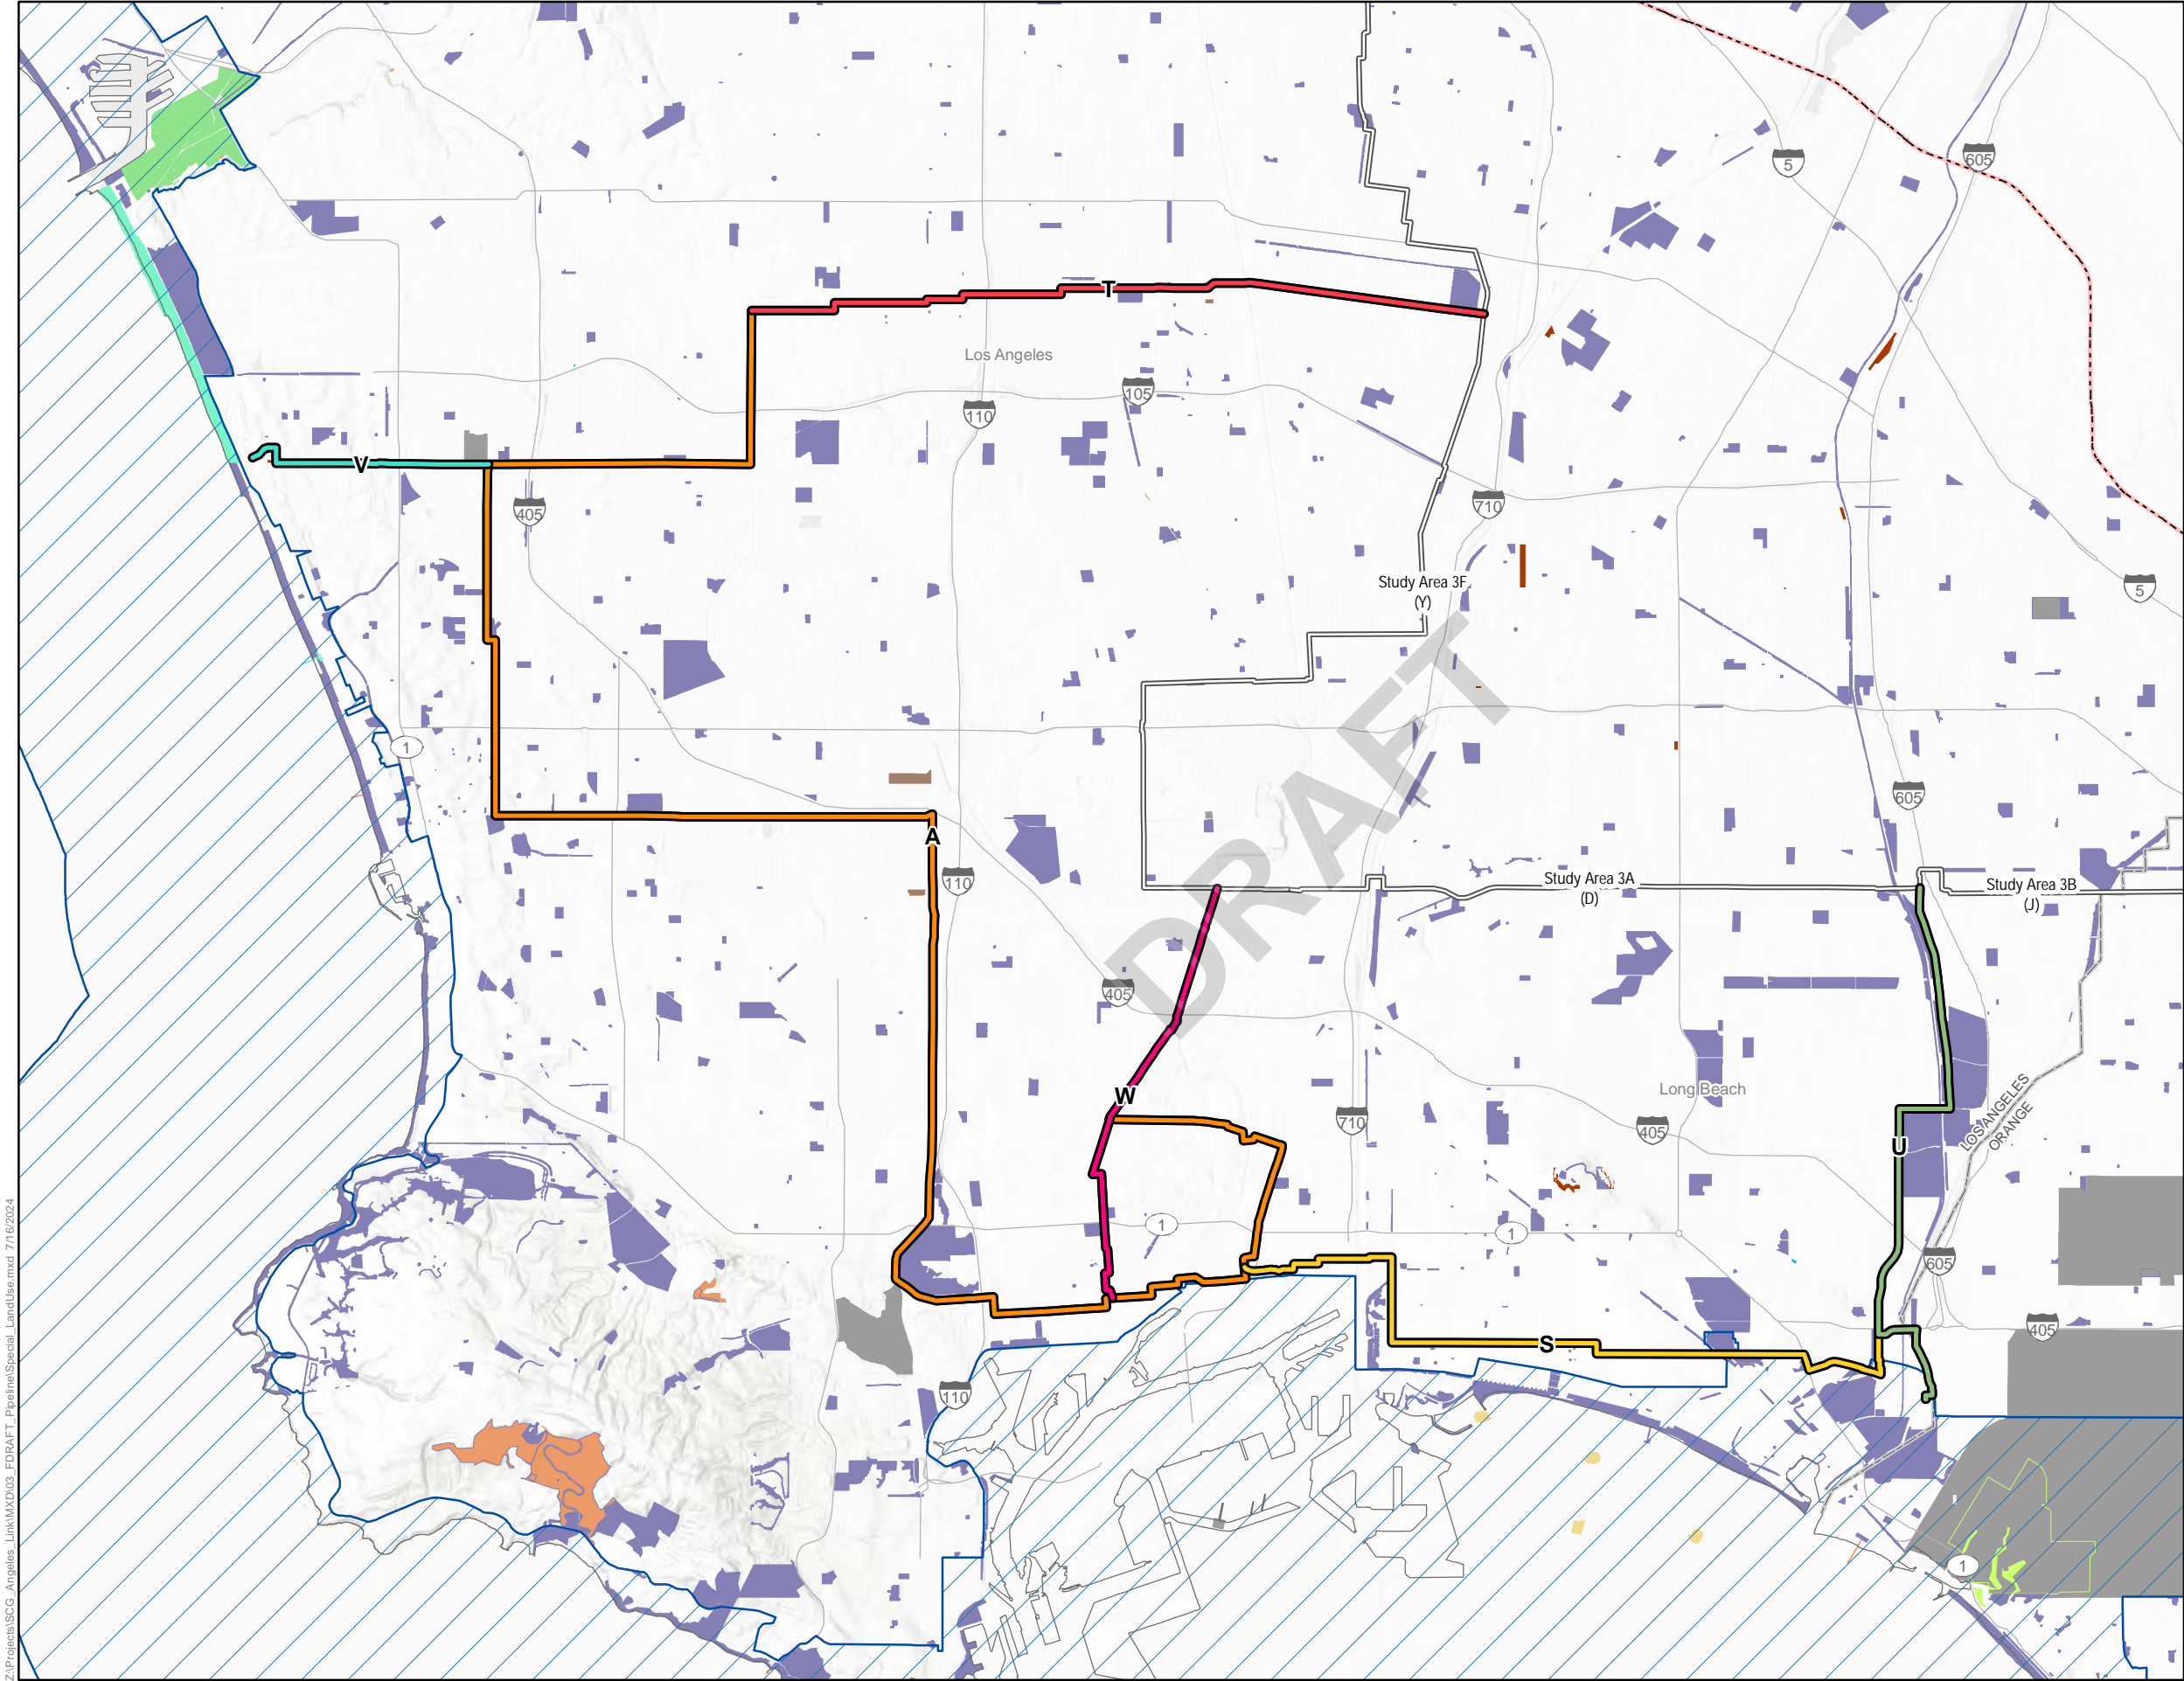 5
605
T
Los Angeles
105
110
V
405
710
Study Area 3F
(Y)
5
1
605
A
110
Study Area 3A
(D)
Study Area 3B
(J)
405
DRAFT
W
Long Beach
710
405
LOS ANGELES
ORANGE
U
1
1
605
405
S
110
1
Z:\Projects\SCG_Angeles_Link\MXD\03_FDRAFT_Pipeline\Special_LandUse.mxd 7/16/2024